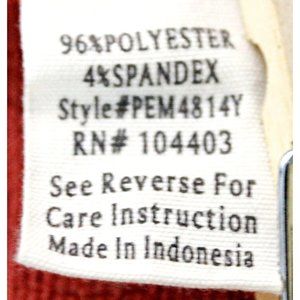 96%POLYESTER
4%SPANDEX
Style#PEM4814Y
RN# 104403
See Reverse For
Care Instruction
Made In Indonesia